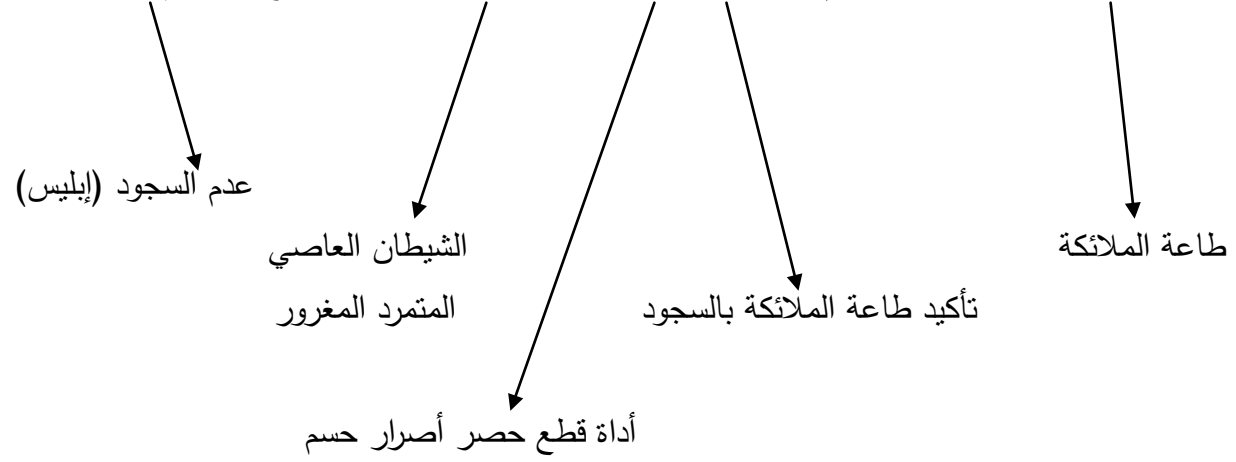 عدم السجود (إبليس)
طاعة الملائكة
الشيطان العاصي
تأكيد طاعة الملائكة بالسجود
المتمرد المغرور
أداة قطع حصر أصرار حسم